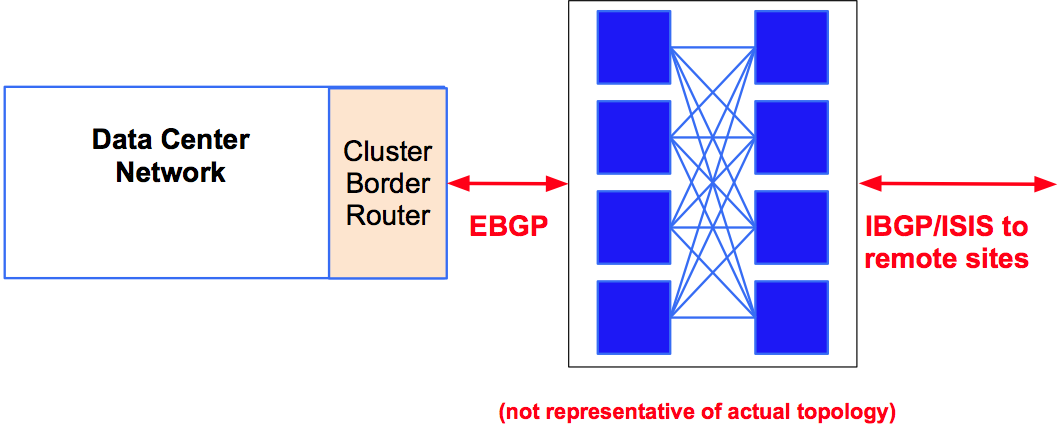 Data Center
Network
Cluster
Border
Router
EBGP
IBGP/ISIS to
remote sites
(not representative of actual topology)